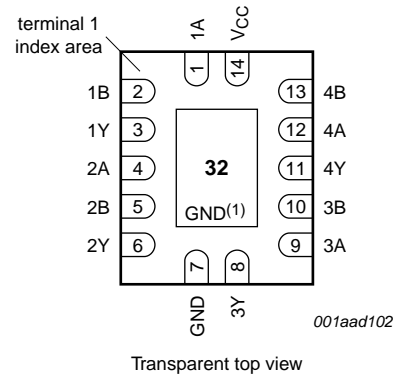 terminal 1
index area
1A
VCC
1
14
1B 2 13 4B
1Y 3 12 4A
2A 4 32 11 4Y
2B 5 GND(1) 10 3B
2Y 6 9 3A
7
8
GND
3Y
001aad102
Transparent top view